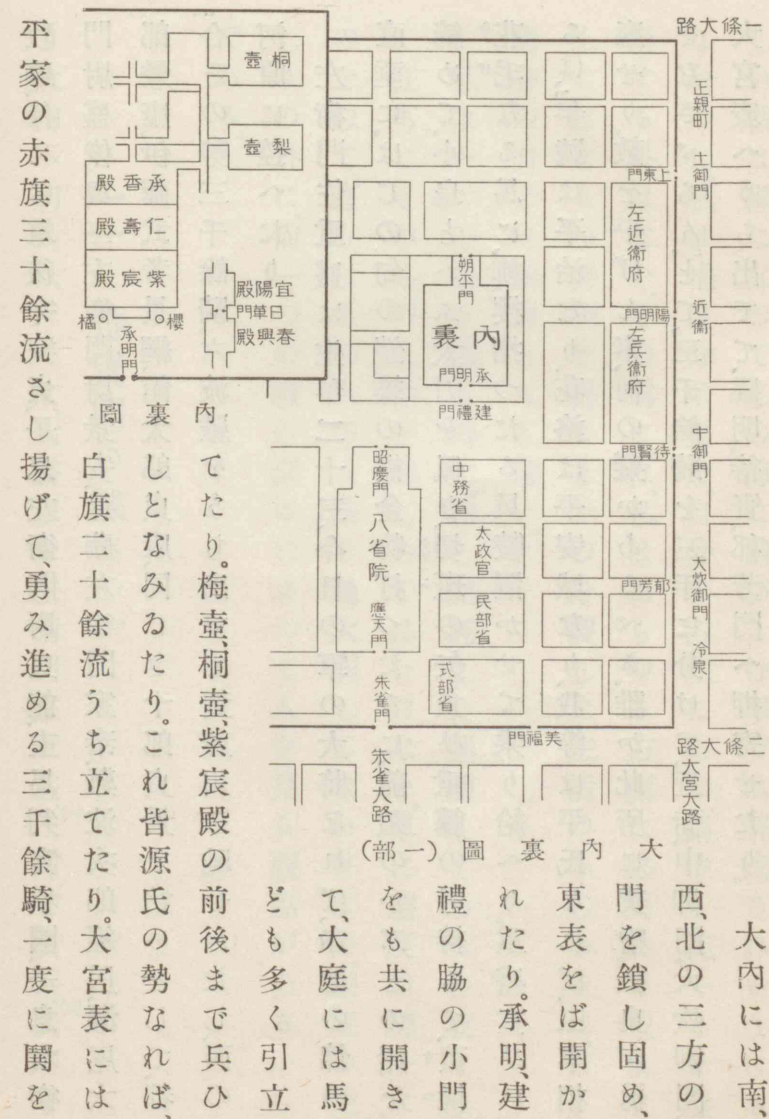 大內には南、
西、北の三方の
門を鎖し固め、
東表をば開か
れたり。承明、建
禮の脇の小門
をも共に開き
て、大庭には馬
ども多く引立
てたり。梅壺、桐壺、紫宸殿の前後まで兵ひ
しとなみゐたり。これ皆源氏の勢なれば、
白旗二十餘流うち立てたり。大宮表には
平家の赤旗三十餘流さし揚げて、勇み進める三千餘騎、一度に鬨を
大內裏圖(一部)
一條大路
正親町
土御門
近衞
中御門
大炊御門
冷泉
二條大路
大宮大路
上東門
左近衞府
陽明門
左兵衞府
待賢門
郁芳門
美福門
朔平門
內裏
承明門
建禮門
中務省
太政官
民部省
式部省
昭慶門
八省院
應天門
朱雀門
朱雀大路
內裏圖
桐壺
梨壺
承香殿
仁壽殿
紫宸殿
宜陽殿
日華門
春興殿
櫻
橘
承明門